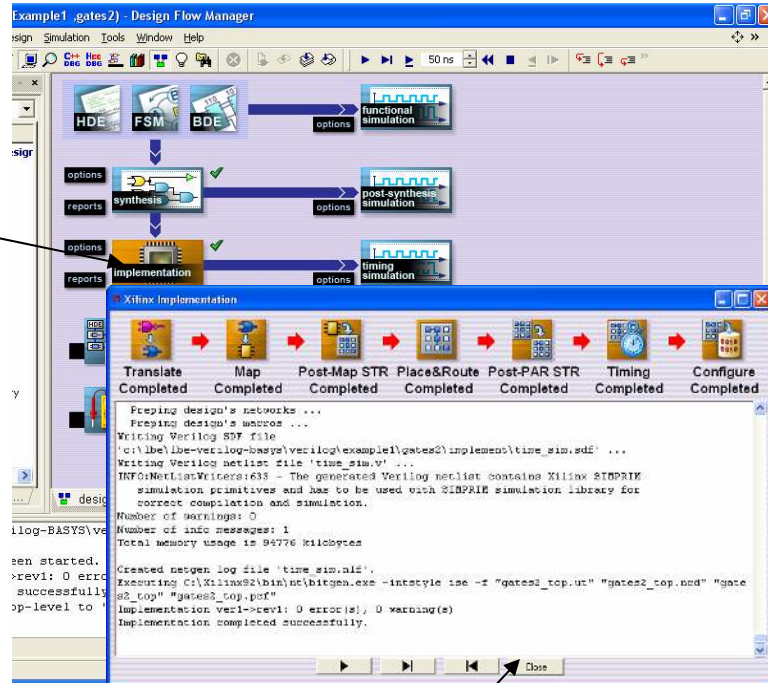 Example1 ,gates2) - Design Flow Manager
esign Simulation Tools Window Help
C++ DBG HDE DBG
50 ns
HDE FSM BDE
options
functional simulation
esigr
options
reports
synthesis
options
post-synthesis simulation
options
reports
implementation
options
timing simulation
Xilinx Implementation
HDE
Translate Completed
Map Completed
Post-Map STR Completed
Place&Route Completed
Post-PAR STR Completed
Timing Completed
Configure Completed
Preping design's networks ...
Preping design's macros ...
Writing Verilog SDF file
'c:\lbe\lbe-verilog-basys\verilog\example1\gates2\implement\time_sim.sdf' ...
Writing Verilog netlist file 'time_sim.v' ...
INFO:NetListWriters:633 - The generated Verilog netlist contains Xilinx SIMPRIM
simulation primitives and has to be used with SIMPRIM simulation library for
correct compilation and simulation.
Number of warnings: 0
Number of info messages: 1
Total memory usage is 94776 kilobytes
Created netgen log file 'time_sim.nlf'.
Executing C:\Xilinx92\bin\nt\bitgen.exe -intstyle ise -f "gates2_top.ut" "gates2_top.ncd" "gate
s2_top" "gates2_top.pcf"
Implementation ver1->rev1: 0 error(s), 0 warning(s)
Implementation completed successfully.
Close
desig
ilog-BASYS\ve
een started.
>rev1: 0 erro
successfully
op-level to '